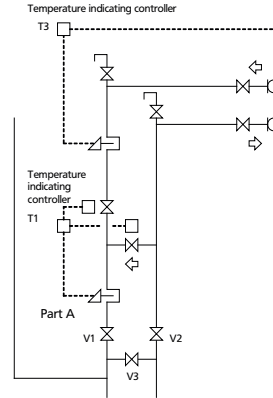 Temperature indicating controller
T3
Temperature
indicating
controller
T1
Part A
V1
V2
V3